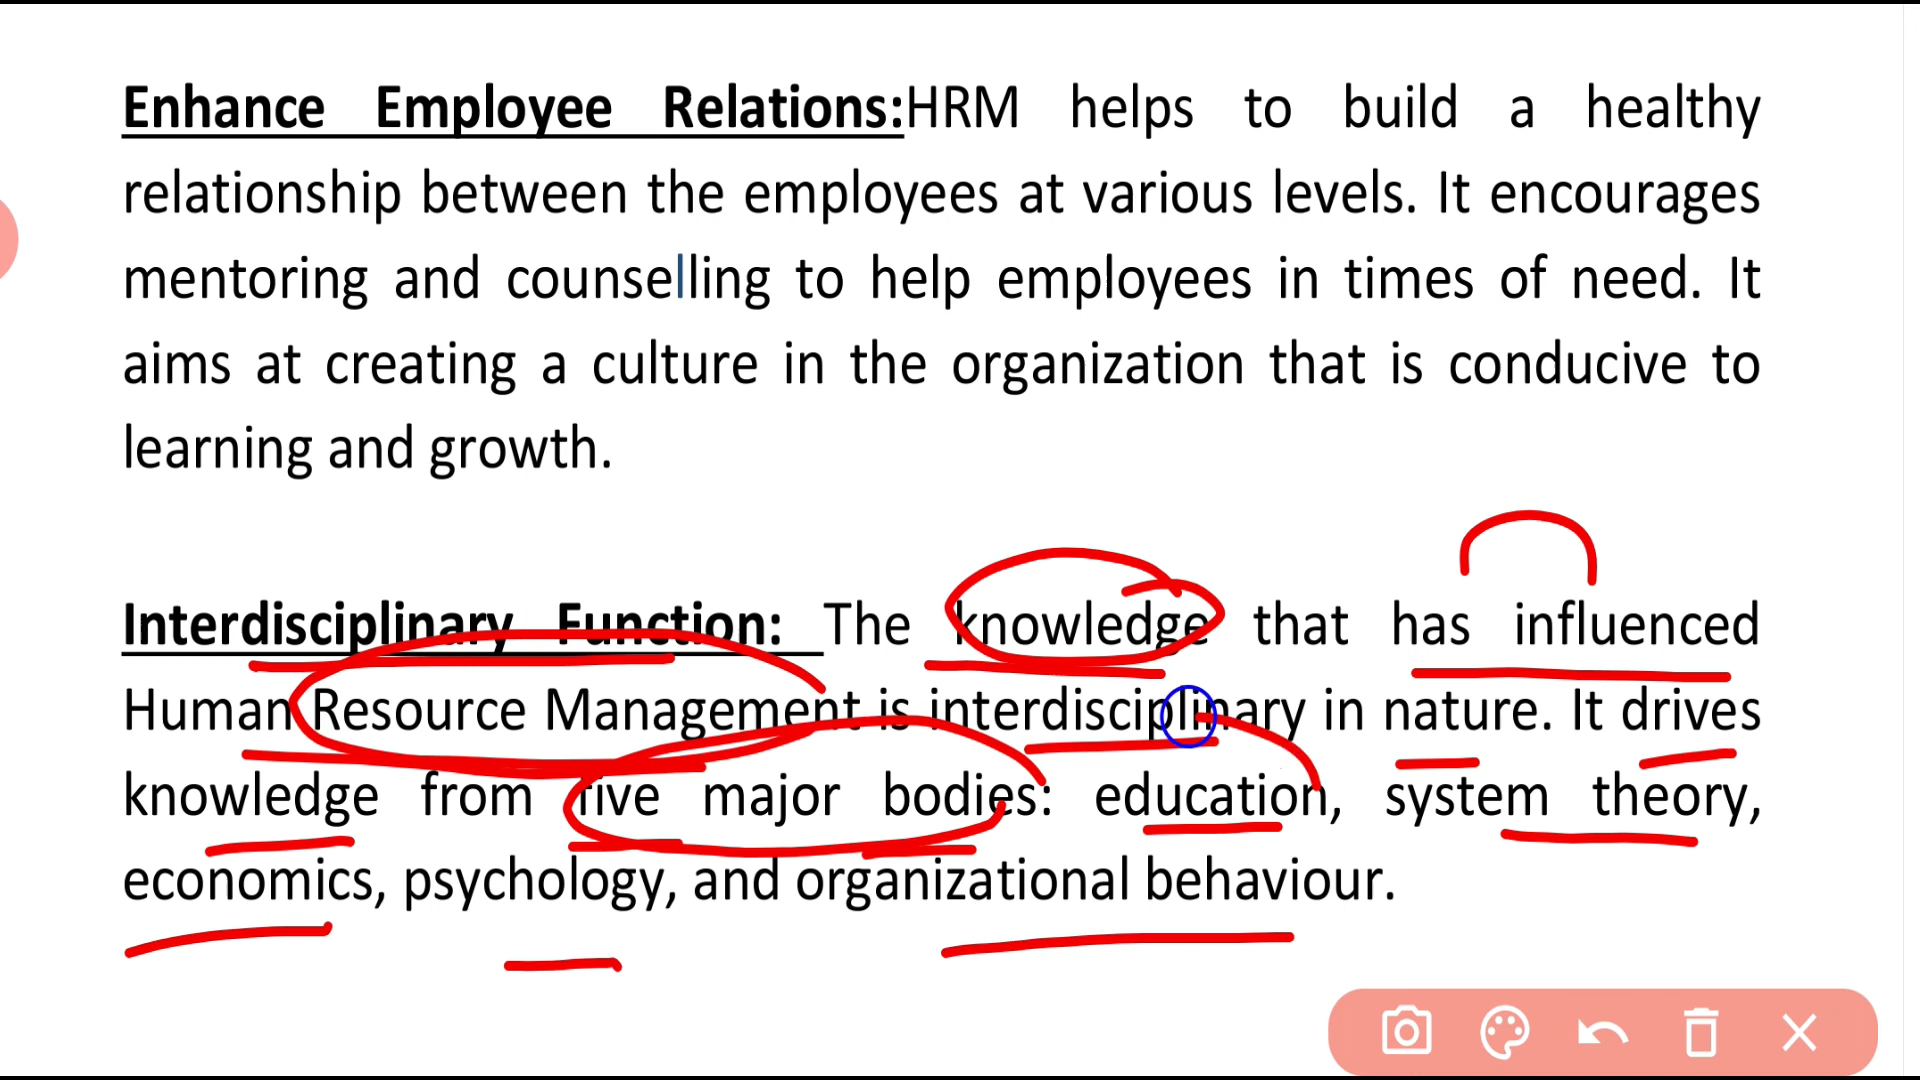 Enhance Employee Relations:HRM helps to build a healthy
relationship between the employees at various levels. It encourages
mentoring and counselling to help employees in times of need. It
aims at creating a culture in the organization that is conducive to
learning and growth.
Interdisciplinary Function: The knowledge that has influenced
Human Resource Management is interdisciplinary in nature. It drives
knowledge from five major bodies: education, system theory,
economics, psychology, and organizational behaviour.